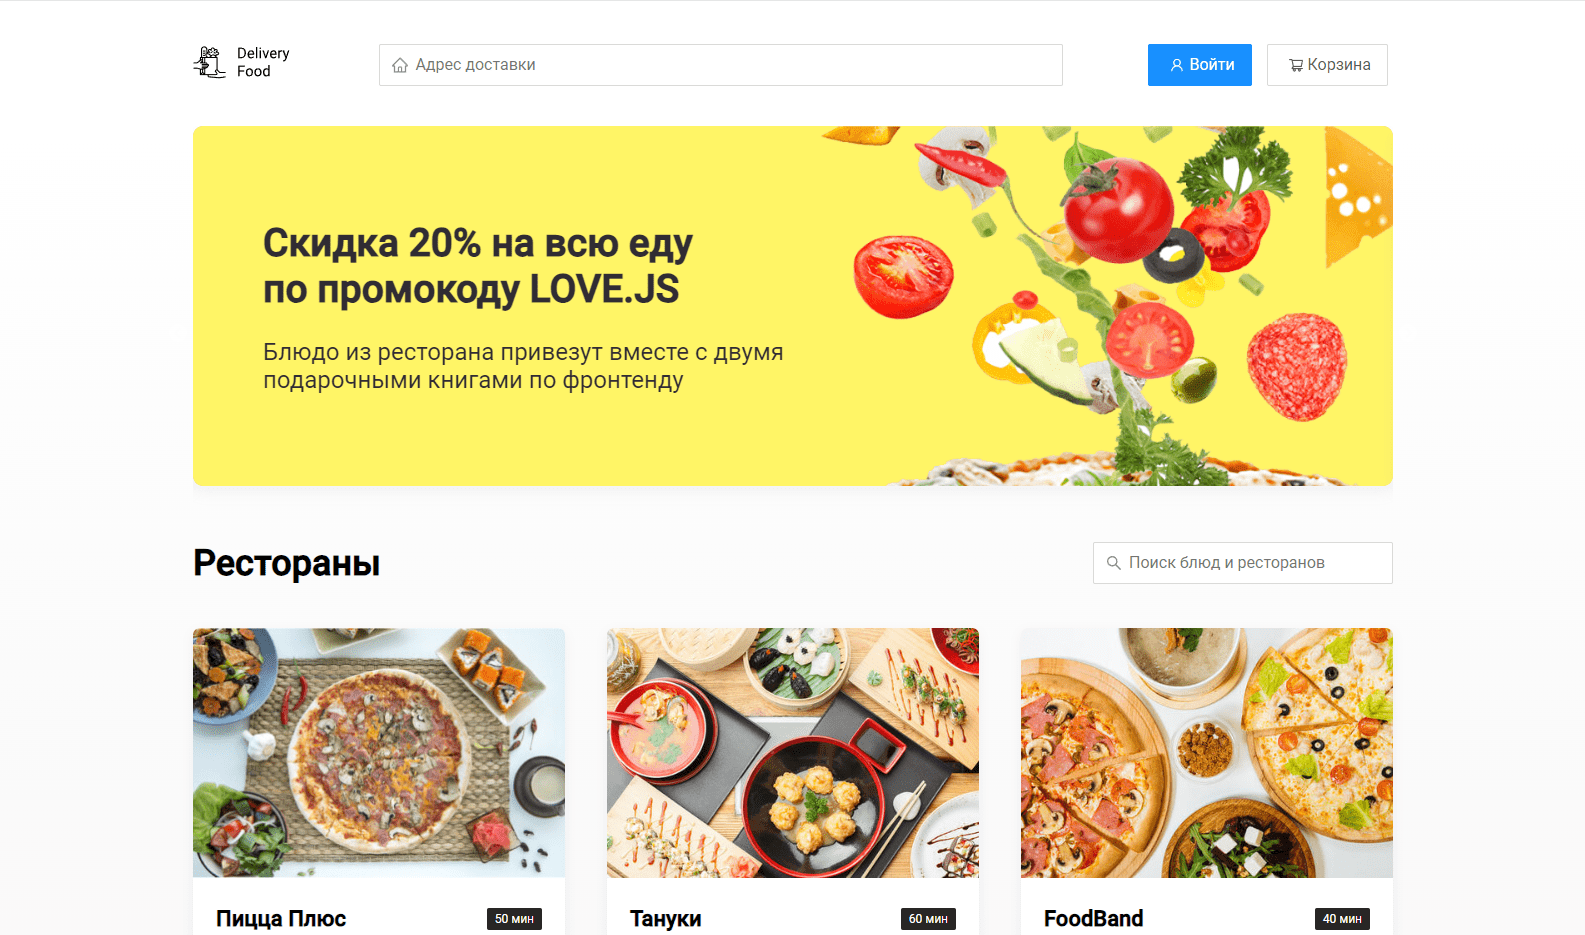 Delivery
Food
Адрес доставки
Войти
Корзина
Скидка 20% на всю еду
по промокоду LOVE.JS
Блюдо из ресторана привезут вместе с двумя
подарочными книгами по фронтенду
Рестораны
Поиск блюд и ресторанов
Пицца Плюс
50 мин
Тануки
60 мин
FoodBand
40 мин